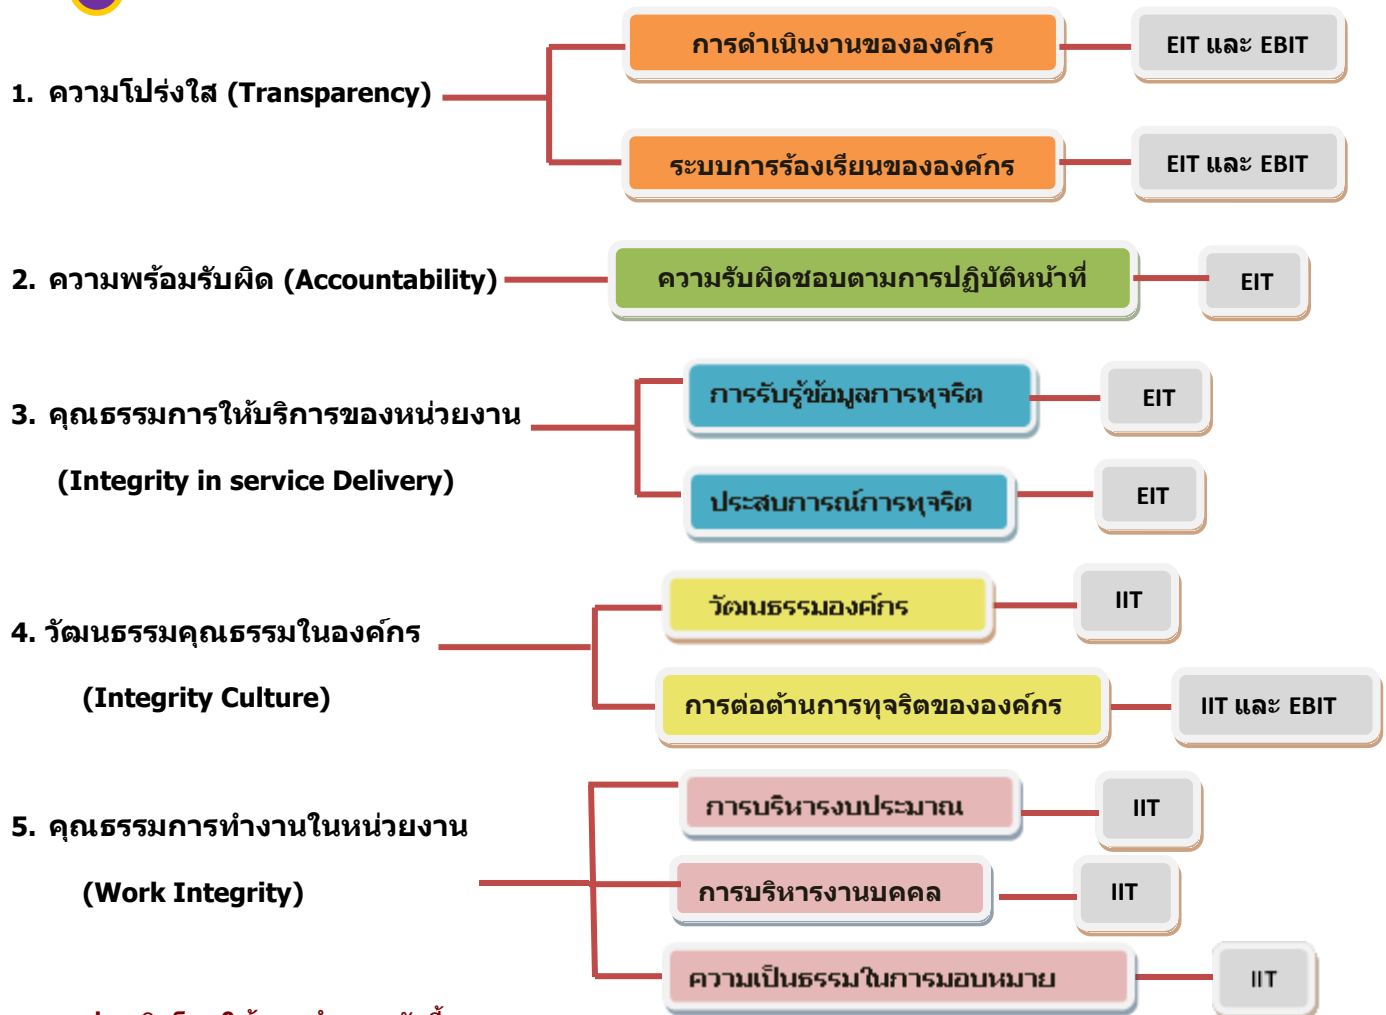 การดำเนินงานขององค์กร
EIT และ EBIT
1. ความโปร่งใส (Transparency)
ระบบการร้องเรียนขององค์กร
EIT และ EBIT
2. ความพร้อมรับผิด (Accountability)
ความรับผิดชอบตามการปฏิบัติหน้าที่
EIT
3. คุณธรรมการให้บริการของหน่วยงาน
(Integrity in service Delivery)
การรับรู้ข้อมูลการทุจริต
EIT
ประสบการณ์การทุจริต
EIT
4. วัฒนธรรมคุณธรรมในองค์กร
(Integrity Culture)
วัฒนธรรมองค์กร
IIT
การต่อต้านการทุจริตขององค์กร
IIT และ EBIT
5. คุณธรรมการทำงานในหน่วยงาน
(Work Integrity)
การบริหารงบประมาณ
IIT
การบริหารงานบคคล
IIT
ความเป็นธรรมในการมอบหมาย
IIT